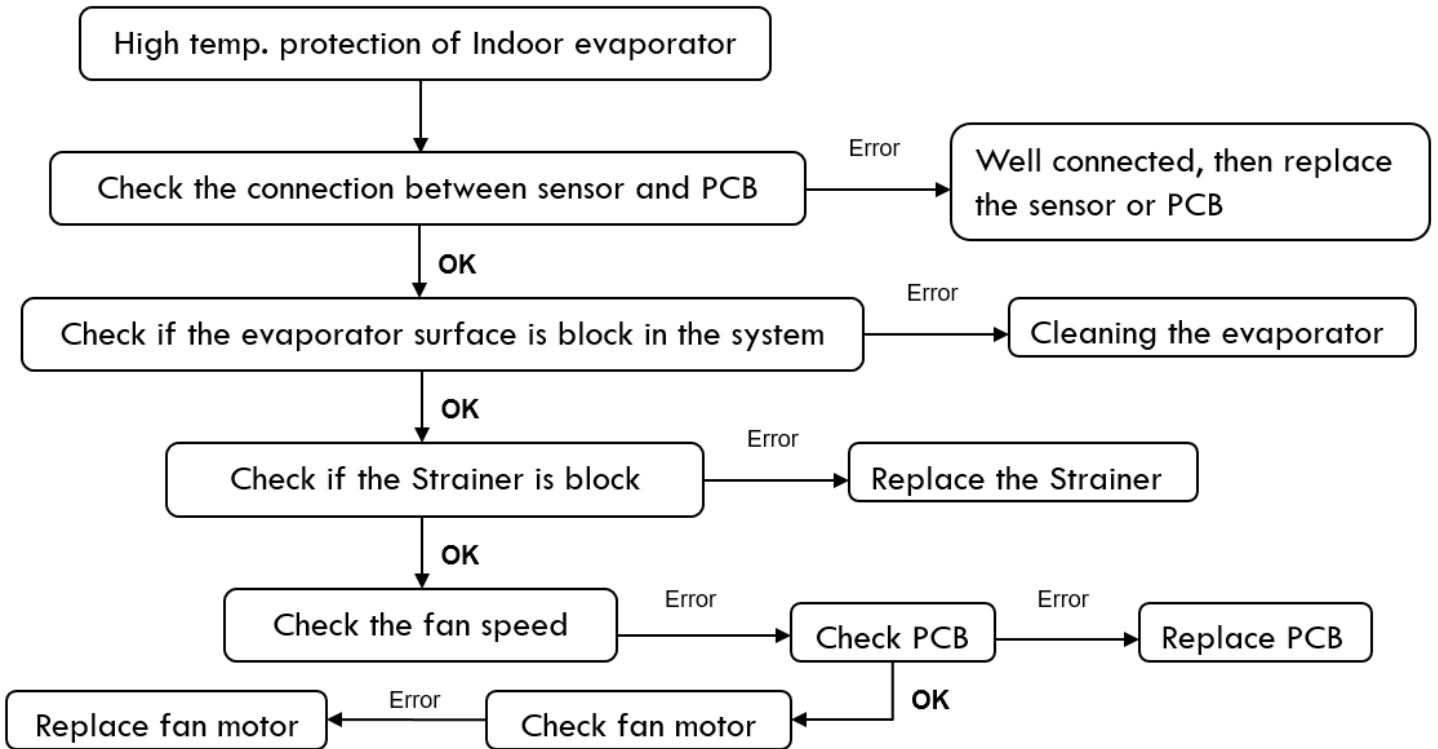 High temp. protection of Indoor evaporator
Error
Check the connection between sensor and PCB
Well connected, then replace
the sensor or PCB
OK
Error
Check if the evaporator surface is block in the system
Cleaning the evaporator
OK
Error
Check if the Strainer is block
Replace the Strainer
OK
Error
Error
Check the fan speed
Check PCB
Replace PCB
OK
Error
Check fan motor
Replace fan motor